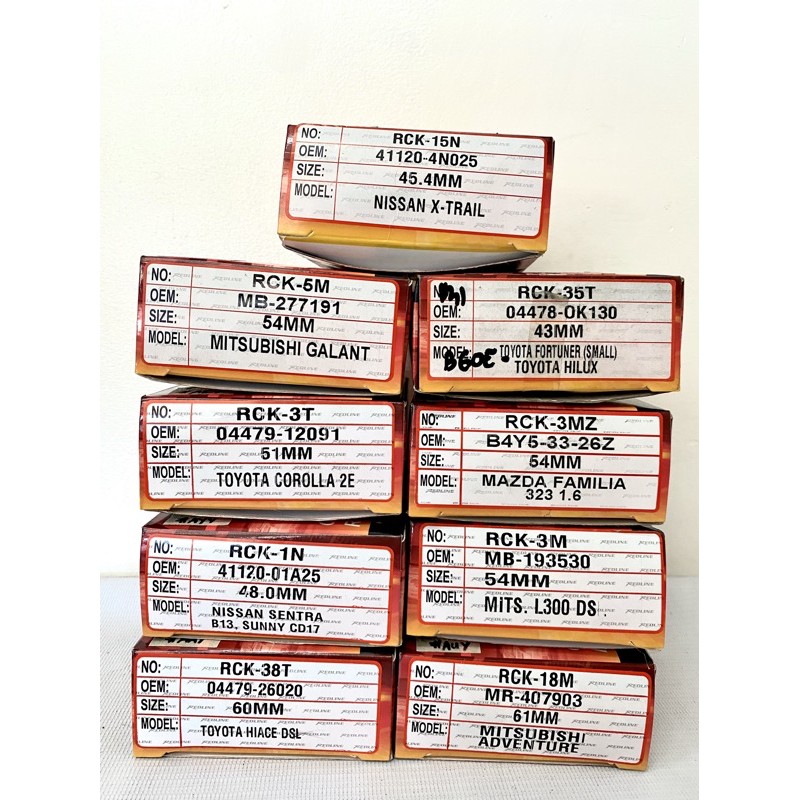 NO: RCK-15N
OEM: 41120-4N025
SIZE: 45.4MM
MODEL: NISSAN X-TRAIL
NO: RCK-5M
OEM: MB-277191
SIZE: 54MM
MODEL: MITSUBISHI GALANT
RCK-35T
OEM: 04478-0K130
SIZE: 43MM
MODEL: TOYOTA FORTUNER (SMALL)
TOYOTA HILUX
NO: RCK-3T
OEM: 04479-12091
SIZE: 51MM
MODEL: TOYOTA COROLLA 2E
NO: RCK-3MZ
OEM: B4Y5-33-26Z
SIZE: 54MM
MODEL: MAZDA FAMILIA
323 1.6
NO: RCK-1N
OEM: 41120-01A25
SIZE: 48.0MM
MODEL: NISSAN SENTRA
B13, SUNNY CD17
NO: RCK-3M
OEM: MB-193530
SIZE: 54MM
MODEL: MITS. L300 DS
NO: RCK-38T
OEM: 04479-26020
SIZE: 60MM
MODEL: TOYOTA HIACE DSL
NO: RCK-18M
OEM: MR-407903
SIZE: 61MM
MODEL: MITSUBISHI
ADVENTURE